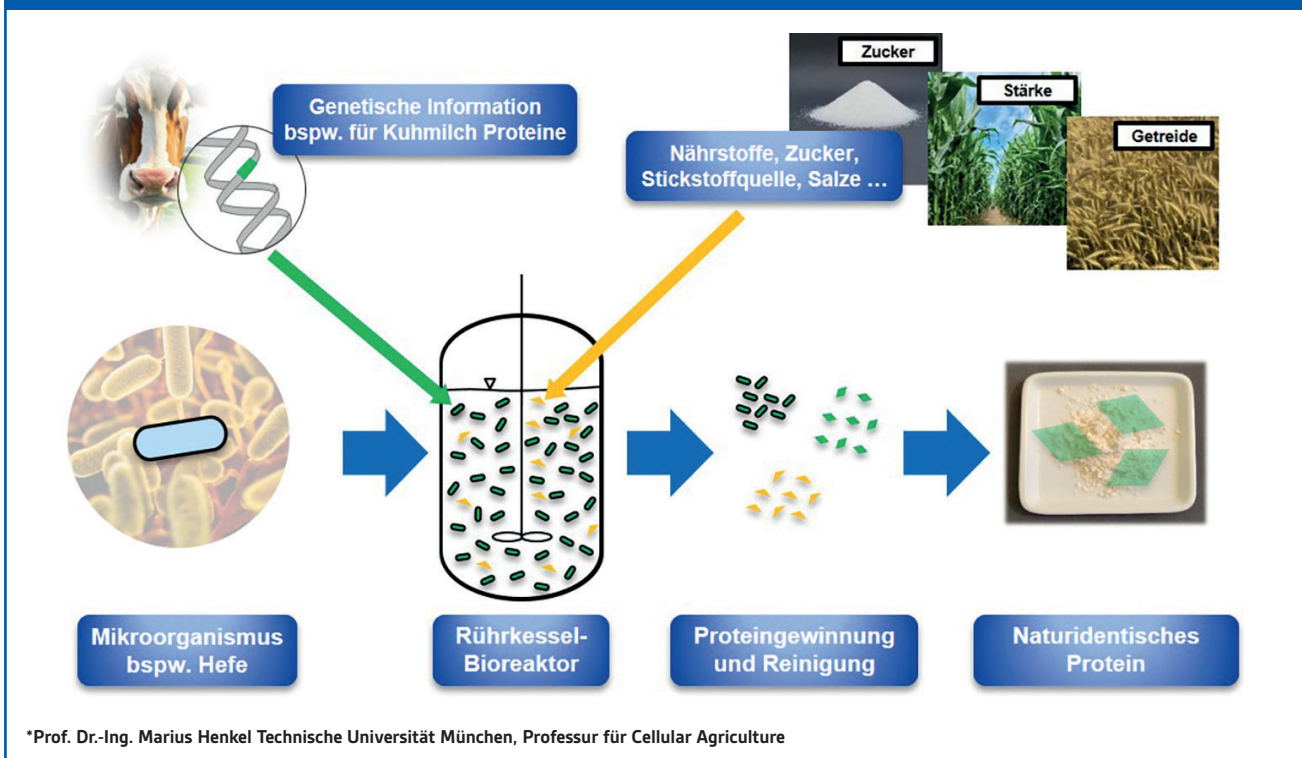 Genetische Information
bspw. für Kuhmilch Proteine
Zucker
Stärke
Getreide
Nährstoffe, Zucker,
Stickstoffquelle, Salze ...
Mikroorganismus
bspw. Hefe
Rührkessel-
Bioreaktor
Proteingewinnung
und Reinigung
Naturidentisches
Protein
*Prof. Dr.-Ing. Marius Henkel Technische Universität München, Professur für Cellular Agriculture